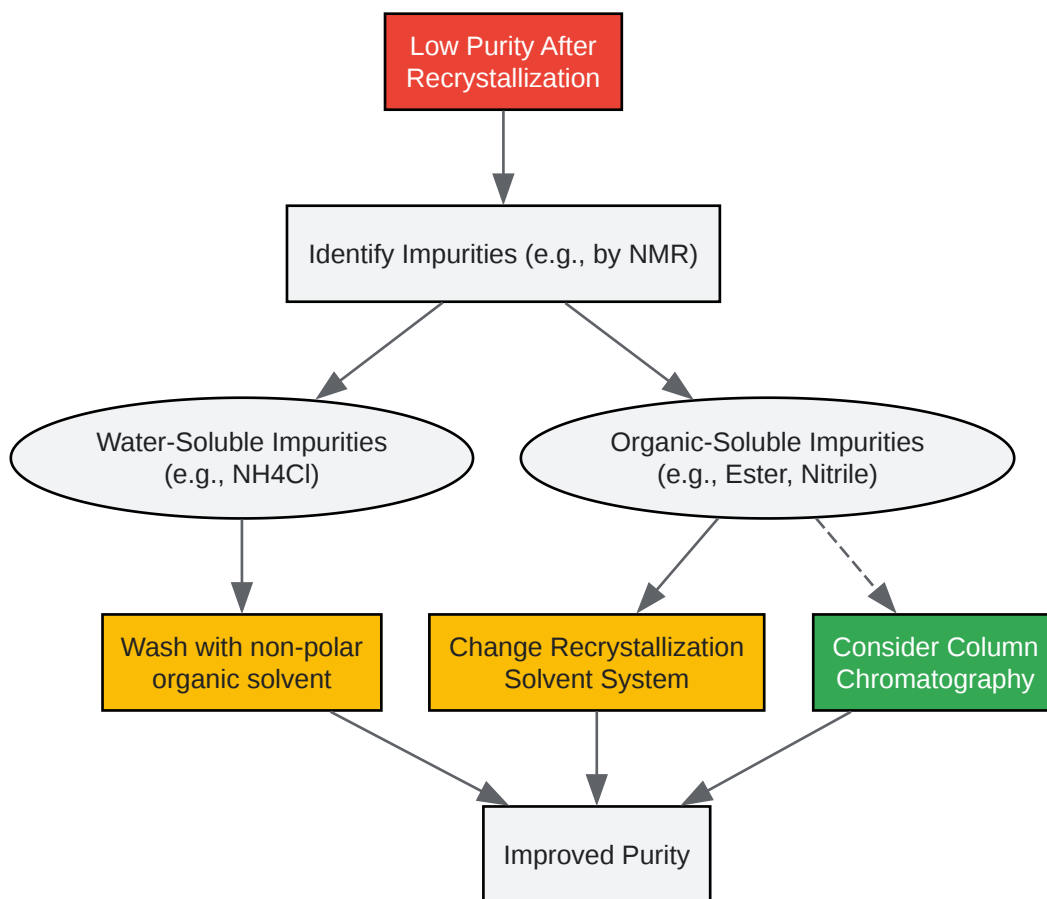 Low Purity After
Recrystallization
Identify Impurities (e.g., by NMR)
Water-Soluble Impurities
(e.g., NH4Cl)
Organic-Soluble Impurities
(e.g., Ester, Nitrile)
Wash with non-polar
organic solvent
Change Recrystallization
Solvent System
Consider Column
Chromatography
Improved Purity